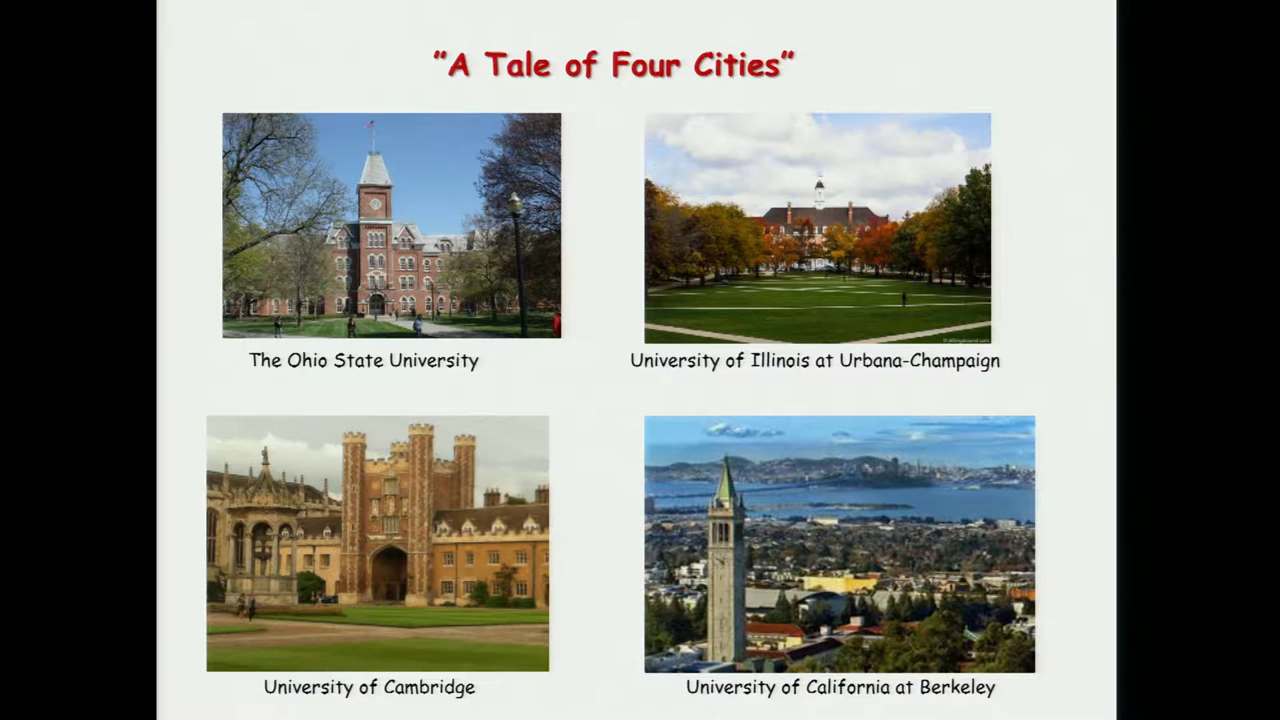 "A Tale of Four Cities"
The Ohio State University
University of Illinois at Urbana-Champaign
University of Cambridge
University of California at Berkeley